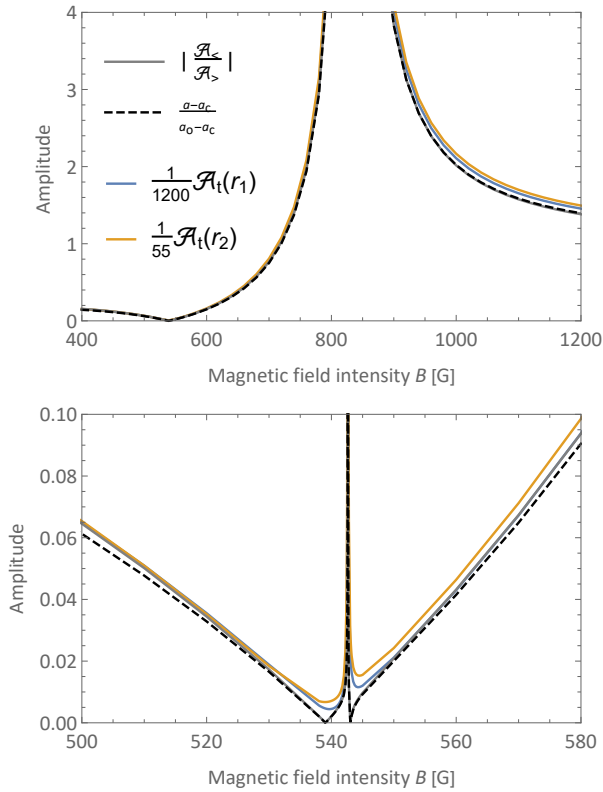 4
3
2
1
0
Amplitude
| 𝒜< / 𝒜> |
a−ac / ao−ac
1/1200 𝒜t(r1)
1/55 𝒜t(r2)
400 600 800 1000 1200
Magnetic field intensity B [G]
0.10
0.08
0.06
0.04
0.02
0.00
Amplitude
500 520 540 560 580
Magnetic field intensity B [G]